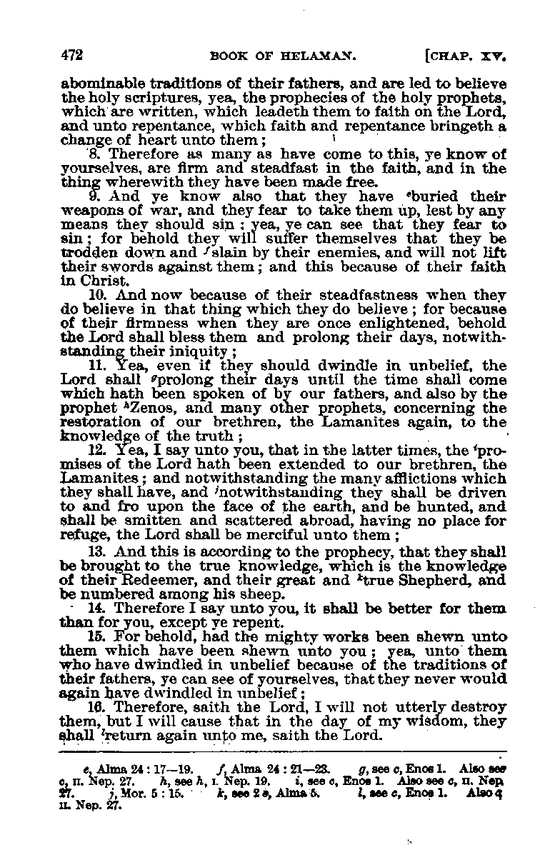 472 BOOK OF HELAMAN. [CHAP. XV.
abominable traditions of their fathers, and are led to believe
the holy scriptures, yea, the prophecies of the holy prophets,
which are written, which leadeth them to faith on the Lord,
and unto repentance, which faith and repentance bringeth a
change of heart unto them ;
8. Therefore as many as have come to this, ye know of
yourselves, are firm and steadfast in the faith, and in the
thing wherewith they have been made free.
9. And ye know also that they have ᵉburied their
weapons of war, and they fear to take them up, lest by any
means they should sin ; yea, ye can see that they fear to
sin ; for behold they will suffer themselves that they be
trodden down and ᶠslain by their enemies, and will not lift
their swords against them ; and this because of their faith
in Christ.
10. And now because of their steadfastness when they
do believe in that thing which they do believe ; for because
of their firmness when they are once enlightened, behold
the Lord shall bless them and prolong their days, notwith-
standing their iniquity ;
11. Yea, even if they should dwindle in unbelief, the
Lord shall ᵍprolong their days until the time shall come
which hath been spoken of by our fathers, and also by the
prophet ʰZenos, and many other prophets, concerning the
restoration of our brethren, the Lamanites again, to the
knowledge of the truth ;
12. Yea, I say unto you, that in the latter times, the ⁱpro-
mises of the Lord hath been extended to our brethren, the
Lamanites ; and notwithstanding the many afflictions which
they shall have, and ʲnotwithstanding they shall be driven
to and fro upon the face of the earth, and be hunted, and
shall be smitten and scattered abroad, having no place for
refuge, the Lord shall be merciful unto them ;
13. And this is according to the prophecy, that they shall
be brought to the true knowledge, which is the knowledge
of their Redeemer, and their great and ᵏtrue Shepherd, and
be numbered among his sheep.
14. Therefore I say unto you, it shall be better for them
than for you, except ye repent.
15. For behold, had the mighty works been shewn unto
them which have been shewn unto you ; yea, unto them
who have dwindled in unbelief because of the traditions of
their fathers, ye can see of yourselves, that they never would
again have dwindled in unbelief ;
16. Therefore, saith the Lord, I will not utterly destroy
them, but I will cause that in the day of my wisdom, they
shall ˡreturn again unto me, saith the Lord.
e, Alma 24 : 17—19. f, Alma 24 : 21—23. g, see c, Enos 1. Also see
c, II. Nep. 27. h, see h, I. Nep. 19. i, see c, Enos 1. Also see c, II. Nep.
27. j, Mor. 5 : 15. k, see 2 e, Alma 5. l, see c, Enos 1. Also q
II. Nep. 27.